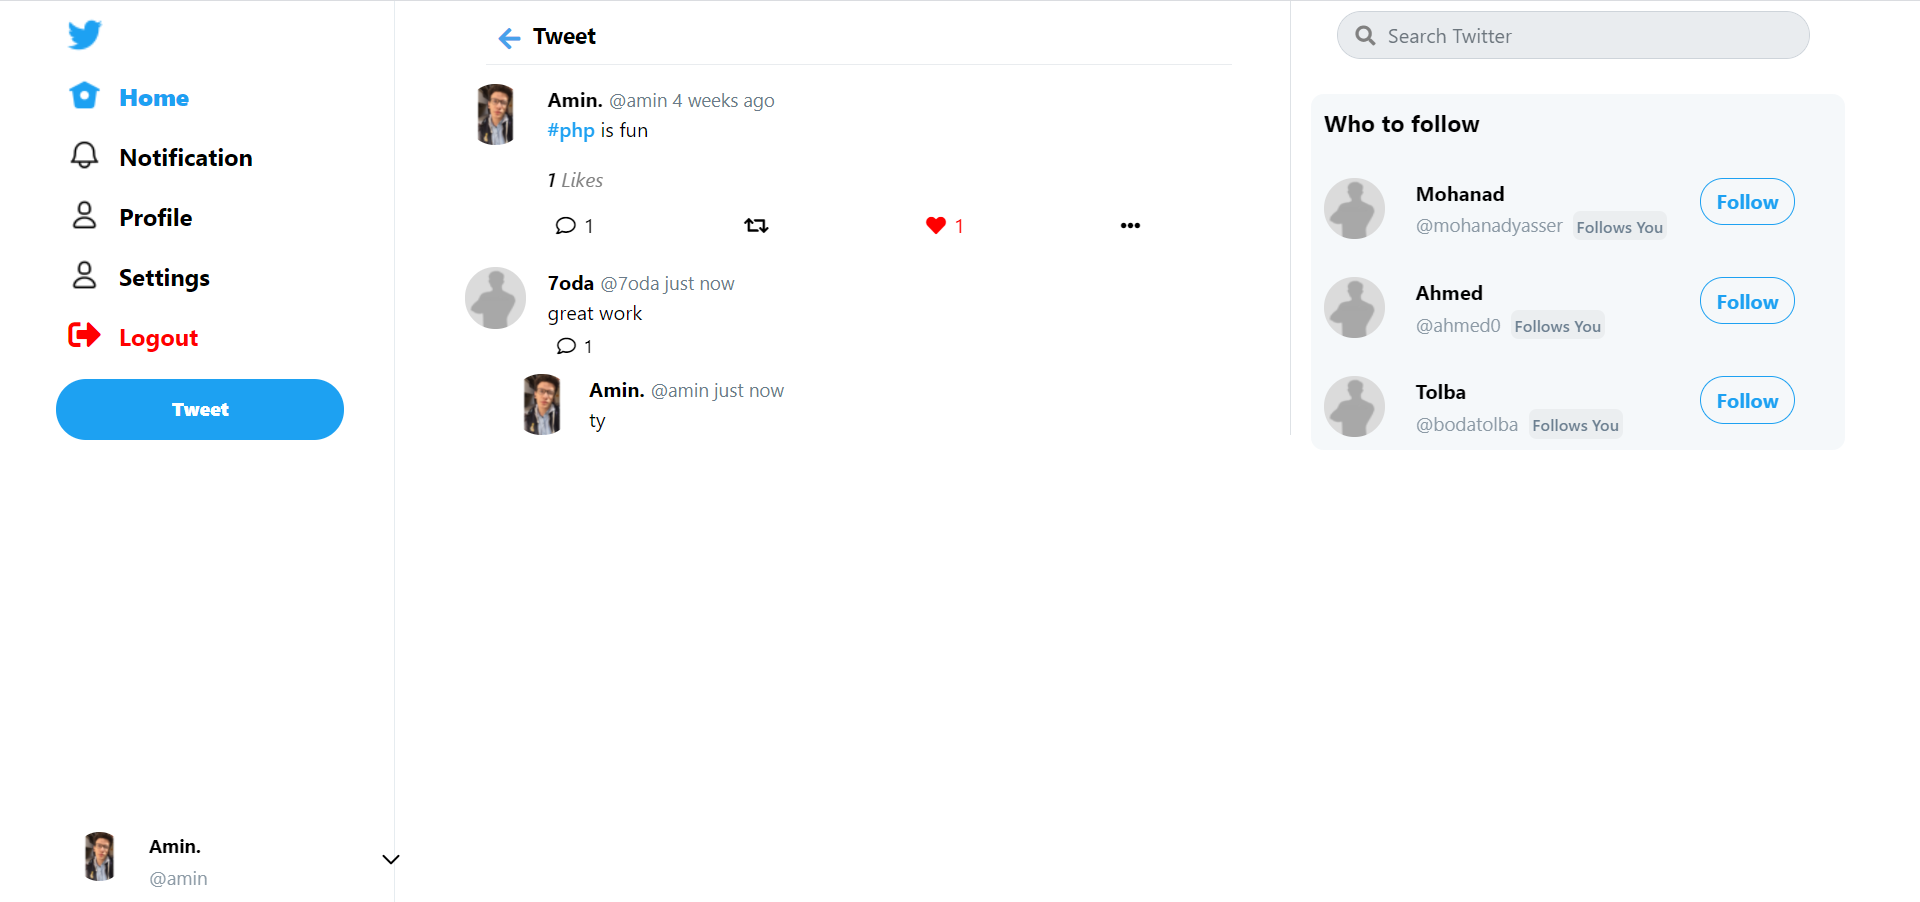 Home
Notification
Profile
Settings
Logout
Tweet
Amin.
@amin
Tweet
Amin. @amin 4 weeks ago
#php is fun
1 Likes
1
1
7oda @7oda just now
great work
1
Amin. @amin just now
ty
Search Twitter
Who to follow
Mohanad
@mohanadyasser Follows You
Follow
Ahmed
@ahmed0 Follows You
Follow
Tolba
@bodatolba Follows You
Follow